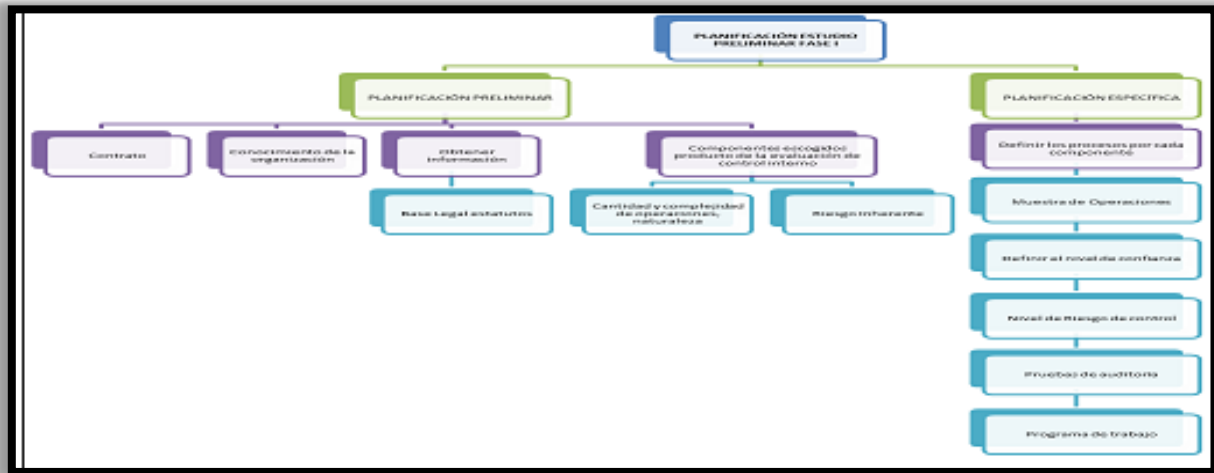 PLANIFICACIÓN ESTUDIO
PRELIMINAR FASE I
PLANIFICACIÓN PRELIMINAR
PLANIFICACIÓN ESPECÍFICA
Contrato
Conocimiento de la
organización
Obtener
información
Componentes escogidos
producto de la evaluación de
control interno
Definir los procesos por cada
componente
Base Legal estatutos
Cantidad y complejidad
de operaciones,
naturaleza
Riesgo Inherente
Muestra de Operaciones
Definir el nivel de confianza
Nivel de Riesgo de control
Pruebas de auditoría
Programa de trabajo